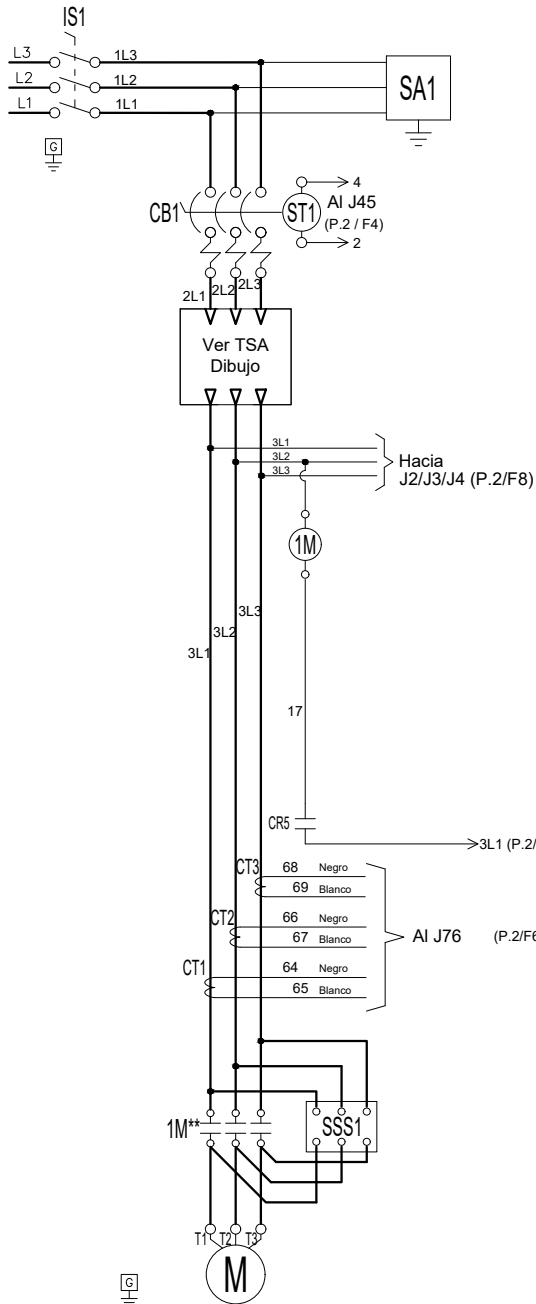 IS1
L3
1L3
L2
1L2
L1
1L1
SA1
G
CB1
ST1
4
Al J45
(P.2 / F4)
2
2L1
2L2
2L3
Ver TSA
Dibujo
3L1
3L2
3L3
Hacia
J2/J3/J4 (P.2/F8)
1M
3L3
3L2
3L1
17
CR5
3L1 (P.2/
CT3
68 Negro
69 Blanco
CT2
66 Negro
67 Blanco
Al J76
(P.2/F6
CT1
64 Negro
65 Blanco
1M**
SSS1
T1
T2
T3
M
G